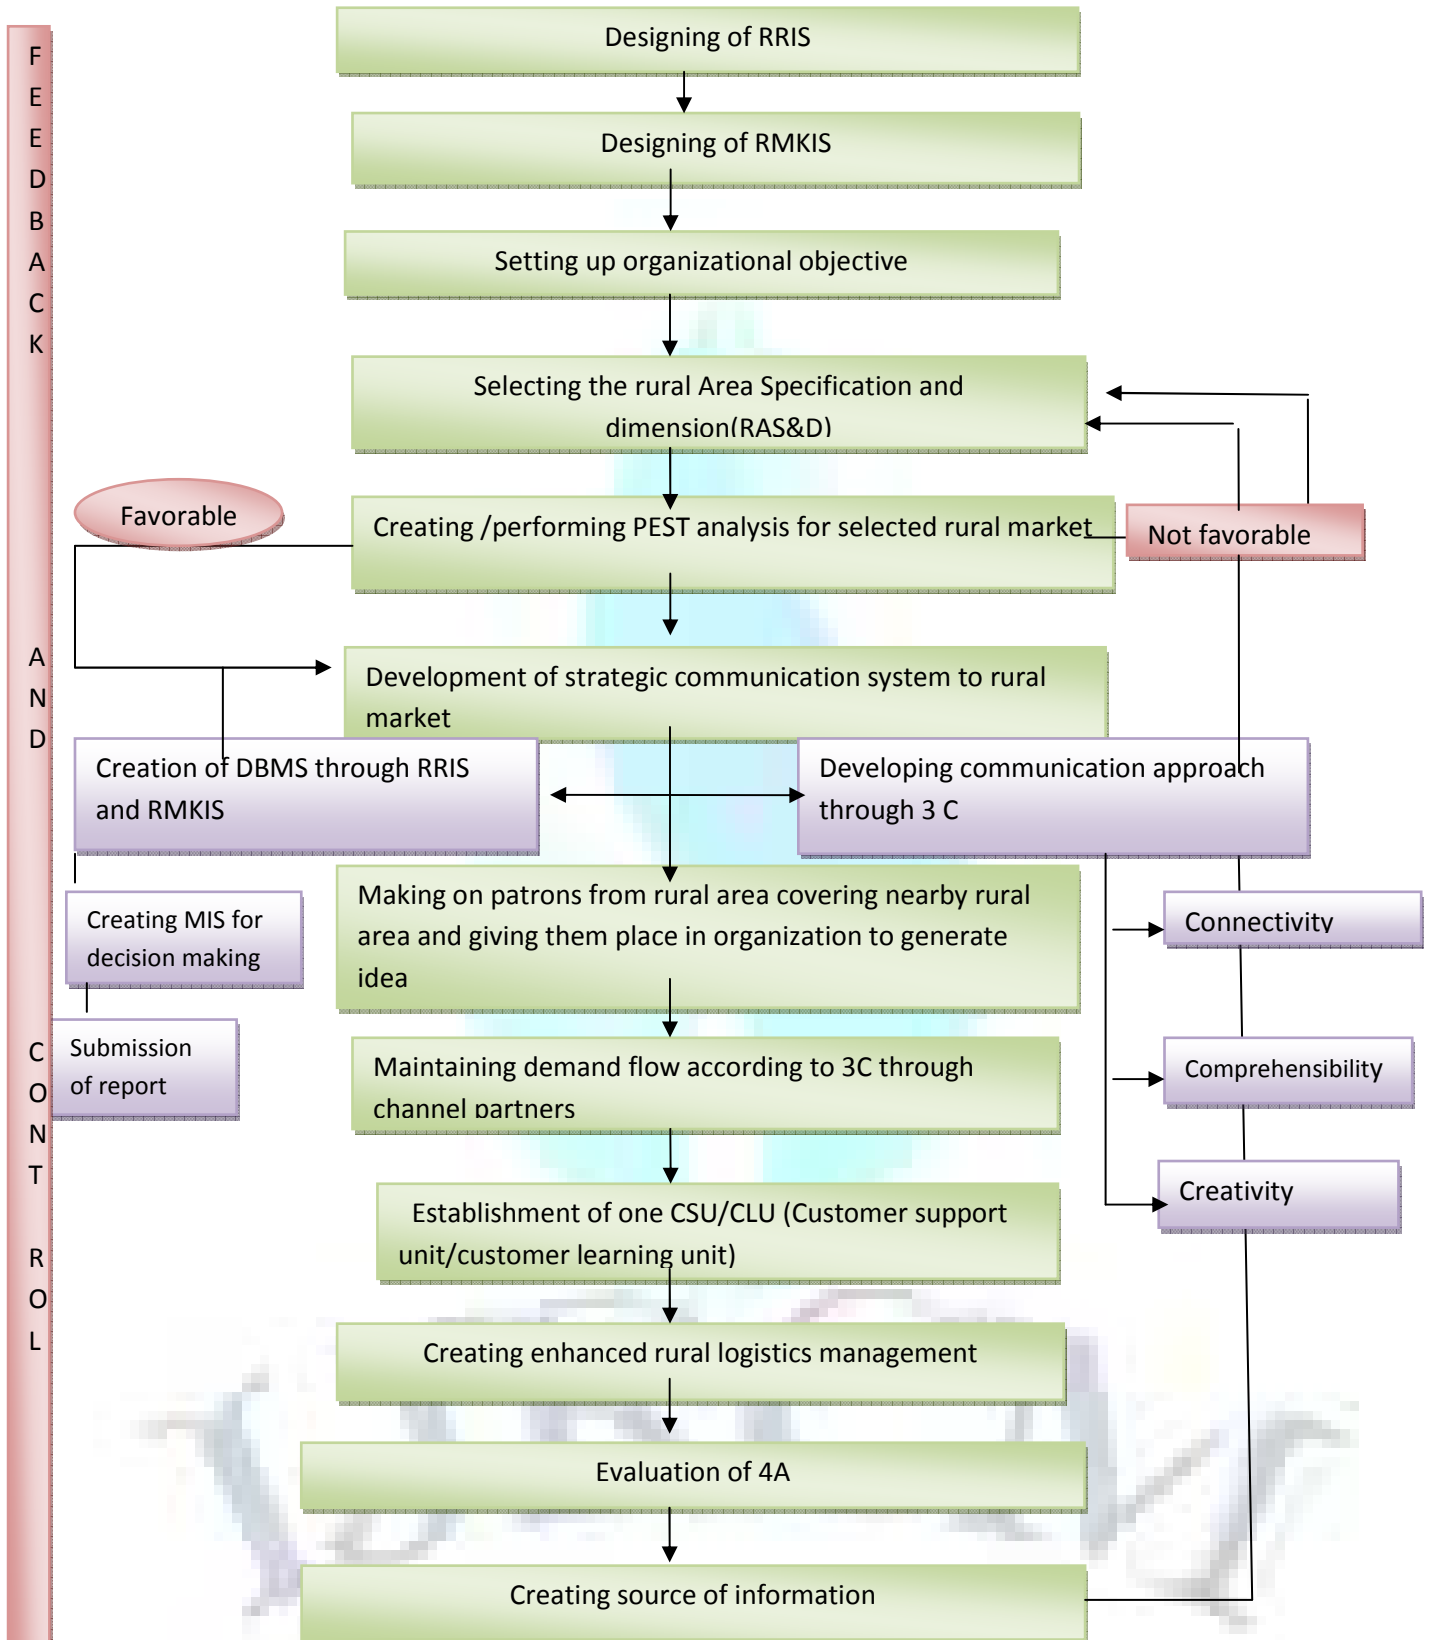 F
E
E
D
B
A
C
K
A
N
D
C
O
N
T
R
O
L
Designing of RRIS
Designing of RMKIS
Setting up organizational objective
Selecting the rural Area Specification and
dimension(RAS&D)
Favorable
Creating /performing PEST analysis for selected rural market
Not favorable
Development of strategic communication system to rural
market
Creation of DBMS through RRIS
and RMKIS
Developing communication approach
through 3 C
Creating MIS for
decision making
Submission
of report
Making on patrons from rural area covering nearby rural
area and giving them place in organization to generate
idea
Connectivity
Comprehensibility
Creativity
Maintaining demand flow according to 3C through
channel partners
Establishment of one CSU/CLU (Customer support
unit/customer learning unit)
Creating enhanced rural logistics management
Evaluation of 4A
Creating source of information